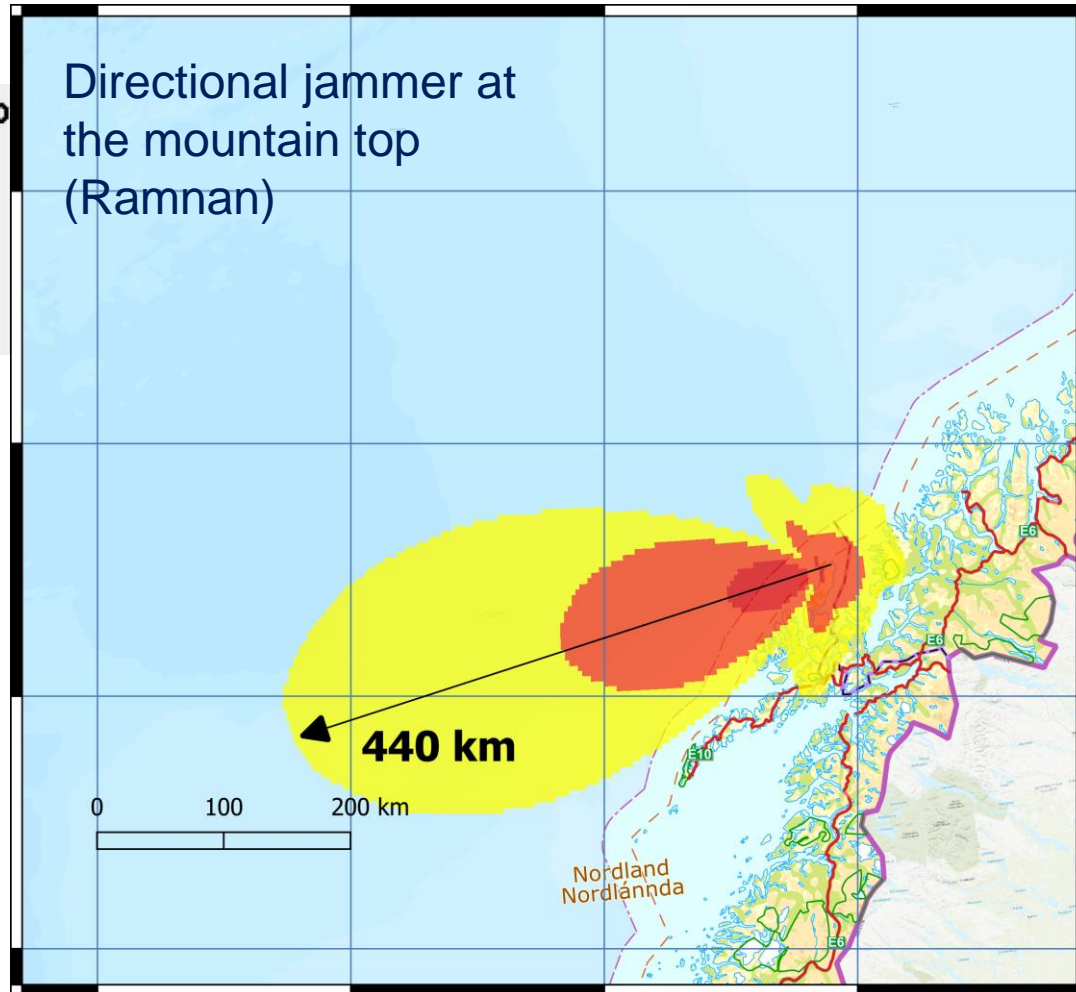 Directional jammer at
the mountain top
(Ramnan)
E6
E6
440 km
E10
0 100 200 km
Nordland
Nordlánnda
E6